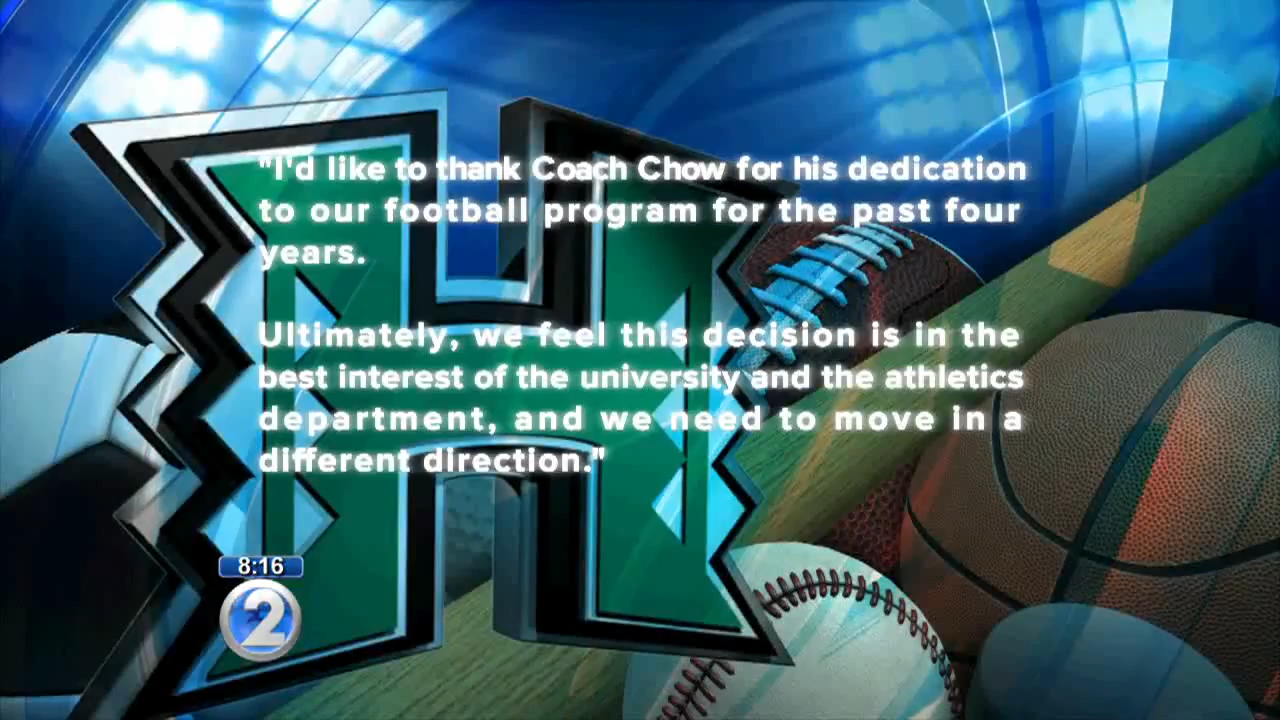 "I'd like to thank Coach Chow for his dedication
to our football program for the past four
years.
Ultimately, we feel this decision is in the
best interest of the university and the athletics
department, and we need to move in a
different direction."
8:16
2
H